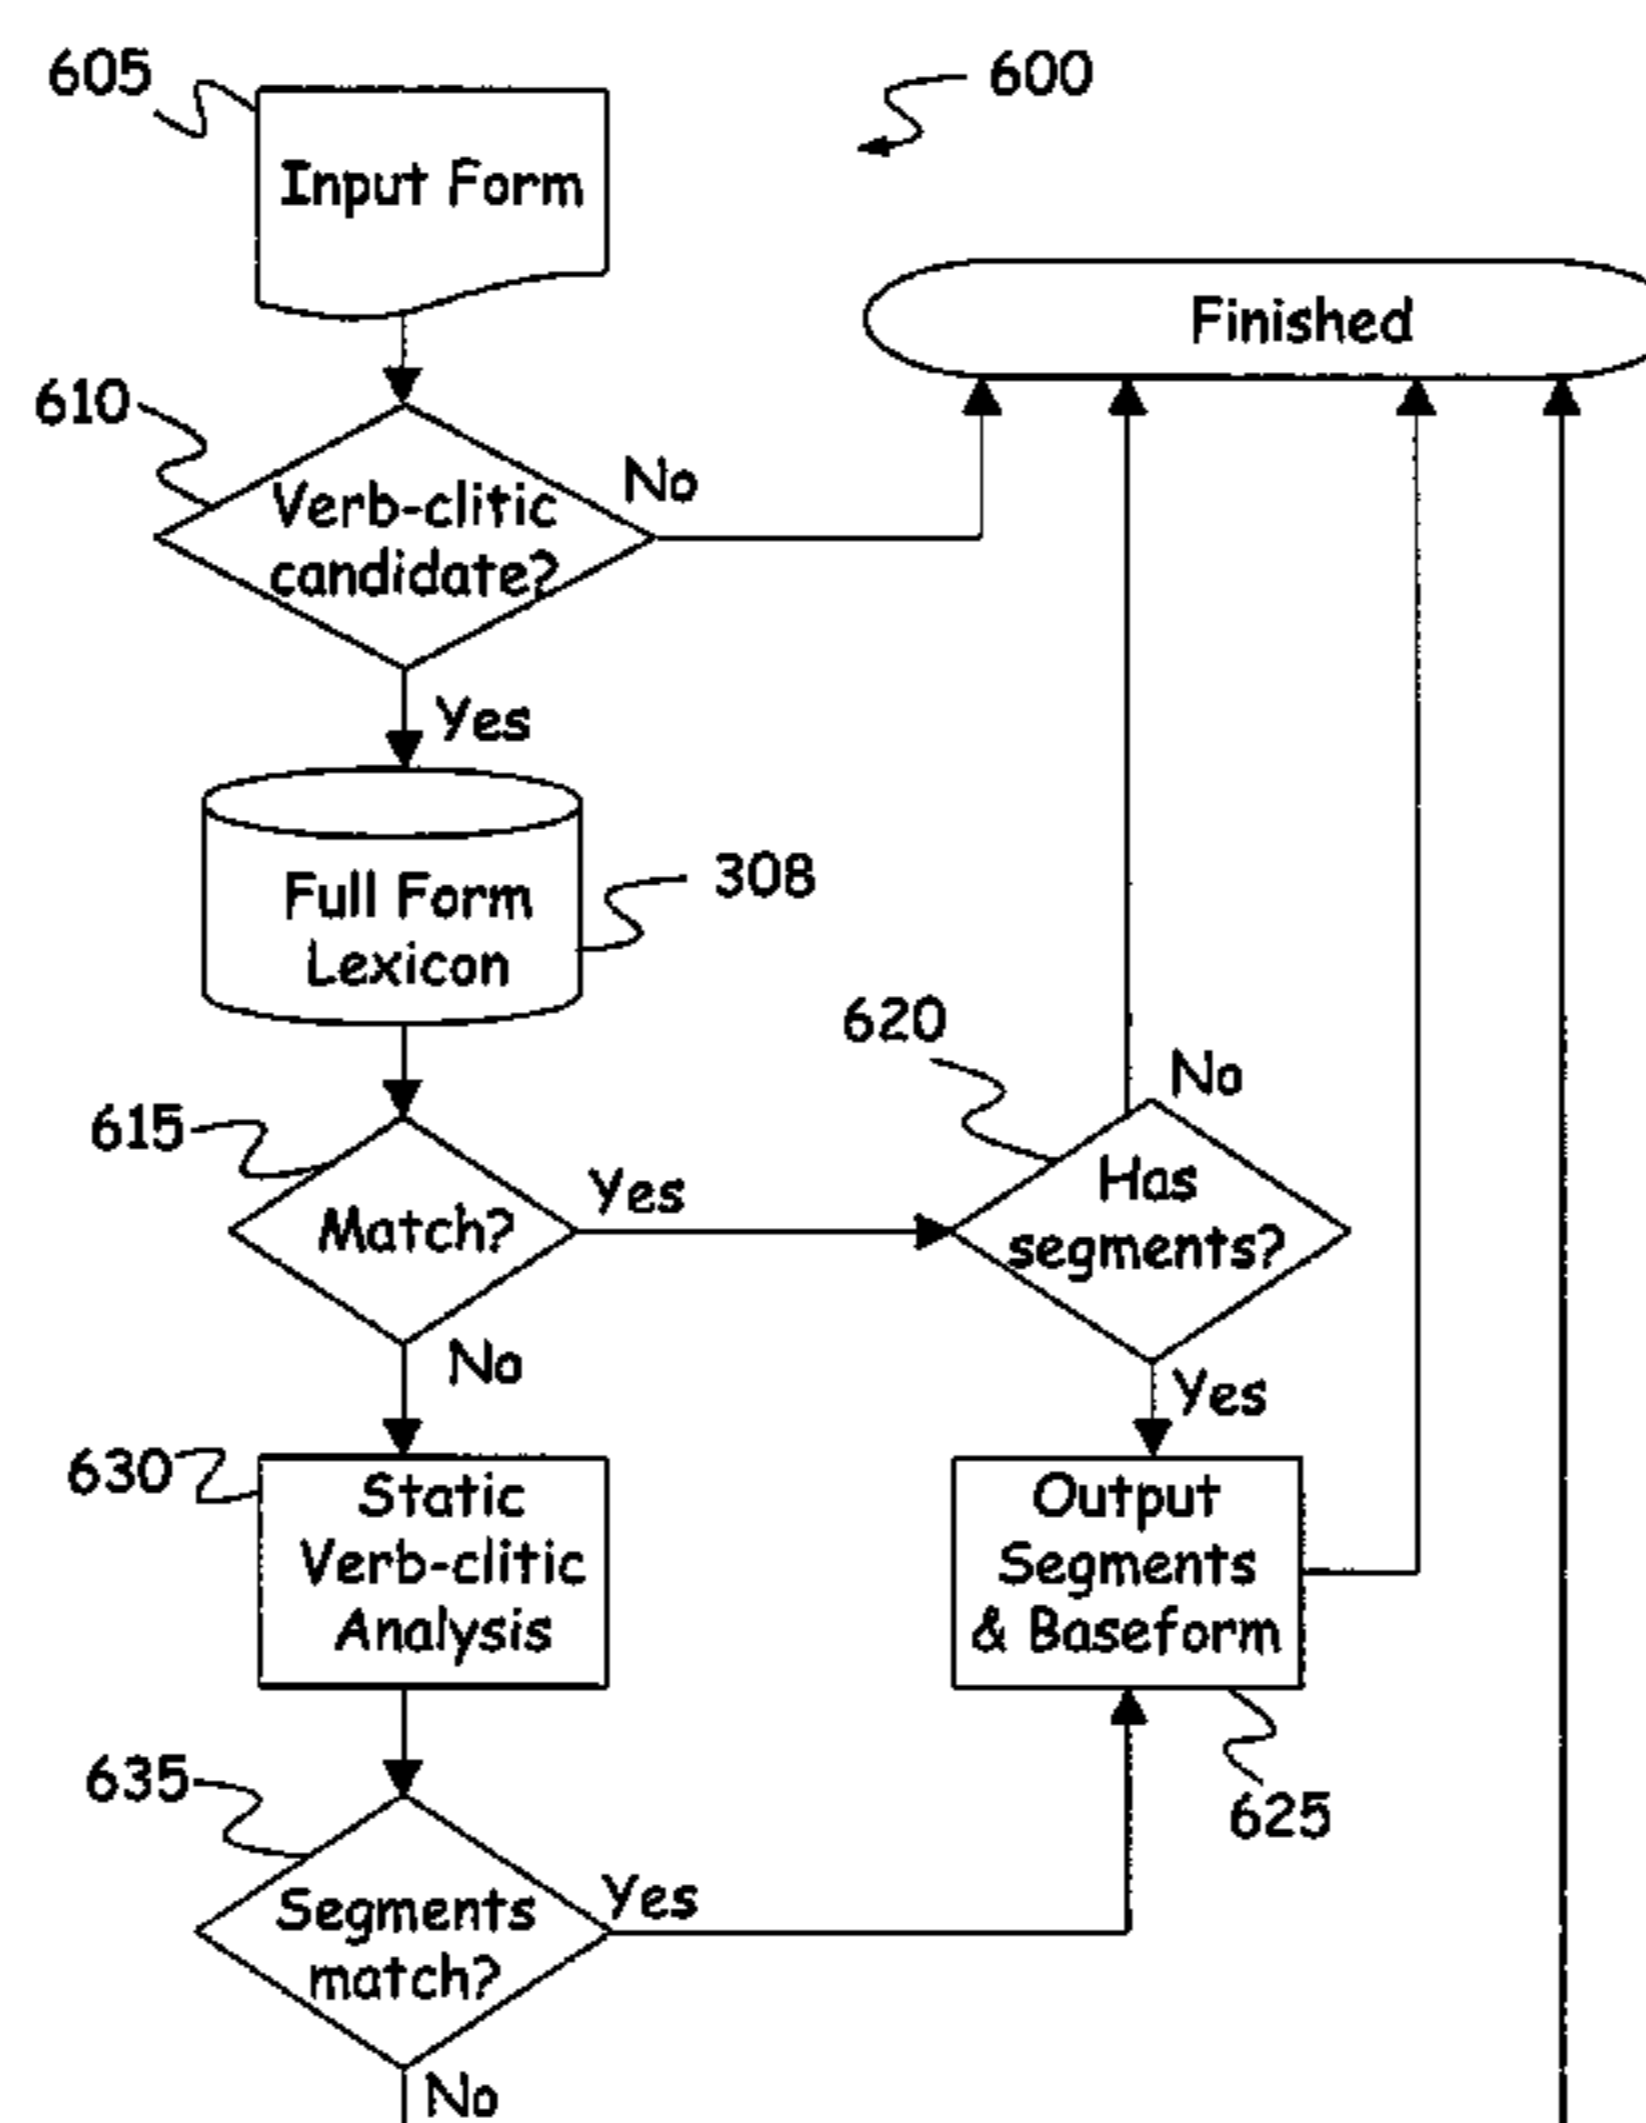 605
600
Input Form
Finished
610
No
Verb-clitic
candidate?
Yes
Full Form
Lexicon
308
620
No
615
Yes
Has
segments?
Match?
No
Yes
630
Static
Verb-clitic
Analysis
Output
Segments
& Baseform
635
625
Yes
Segments
match?
No